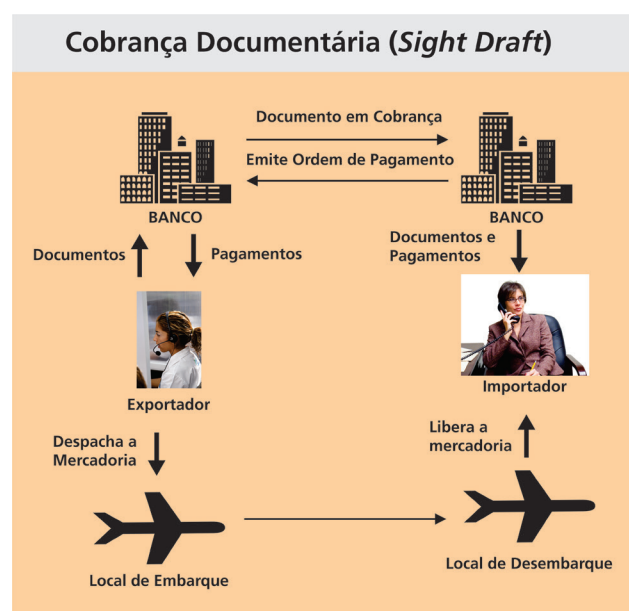 Cobrança Documentária (Sight Draft)
Documento em Cobrança
Emite Ordem de Pagamento
BANCO
BANCO
Documentos
Pagamentos
Documentos e
Pagamentos
Exportador
Importador
Despacha a
Mercadoria
Libera a
mercadoria
Local de Embarque
Local de Desembarque